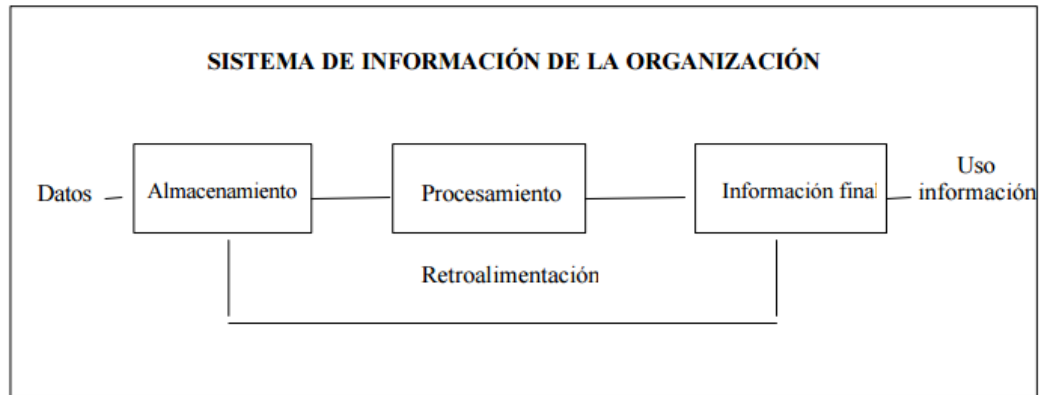 SISTEMA DE INFORMACIÓN DE LA ORGANIZACIÓN
Datos
Almacenamiento
Procesamiento
Información final
Uso
información
Retroalimentación